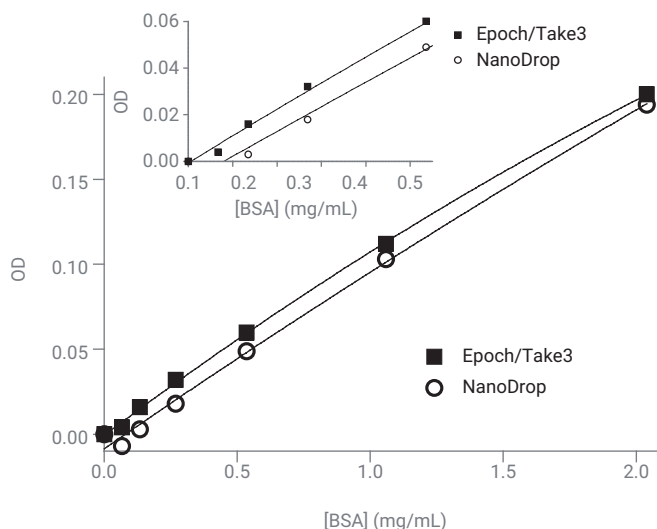 0.06
0.04
0.02
0.00
OD
0.1
0.2
0.3
0.4
0.5
[BSA] (mg/mL)
Epoch/Take3
NanoDrop
0.20
0.15
0.10
0.05
0.00
OD
Epoch/Take3
NanoDrop
0.0
0.5
1.0
1.5
2.0
[BSA] (mg/mL)